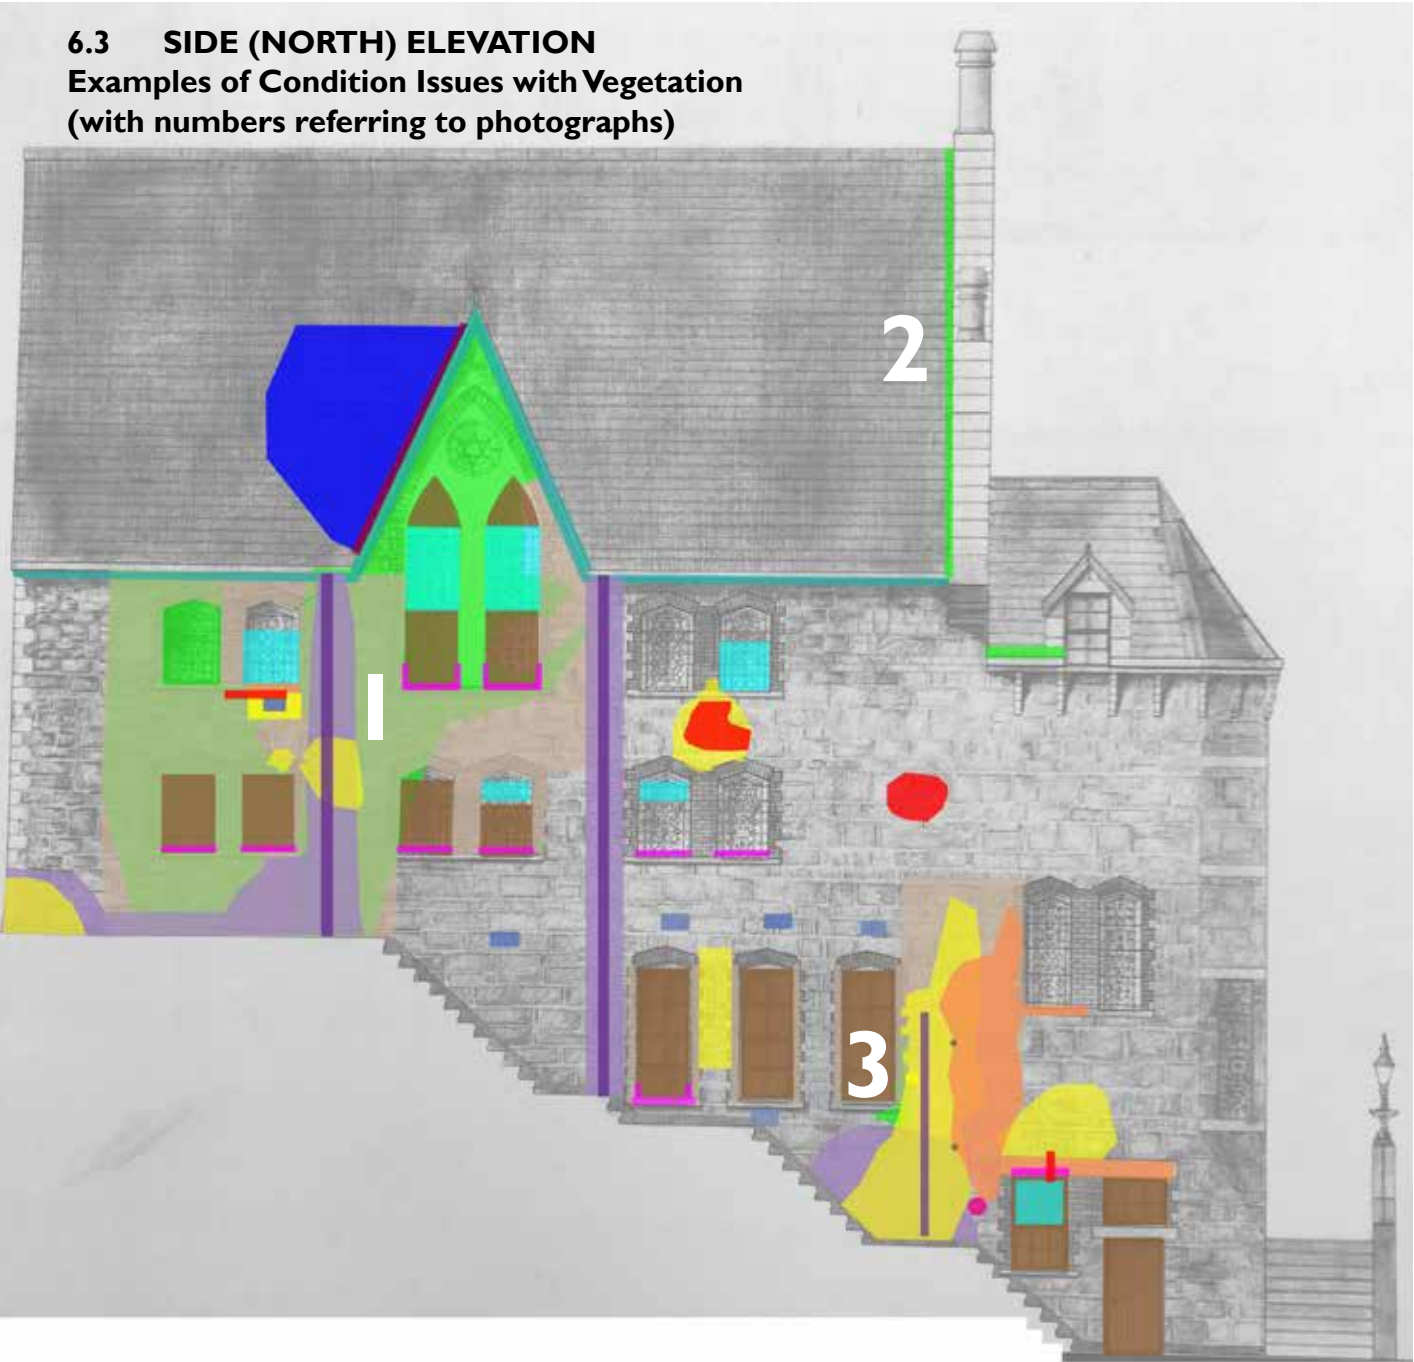 6.3 SIDE (NORTH) ELEVATION
Examples of Condition Issues with Vegetation
(with numbers referring to photographs)
2
1
3